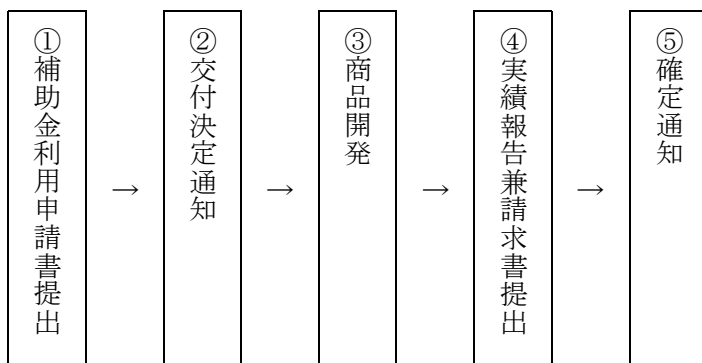 ①補助金利用申請書提出
→
②交付決定通知
→
③商品開発
→
④実績報告兼請求書提出
→
⑤確定通知